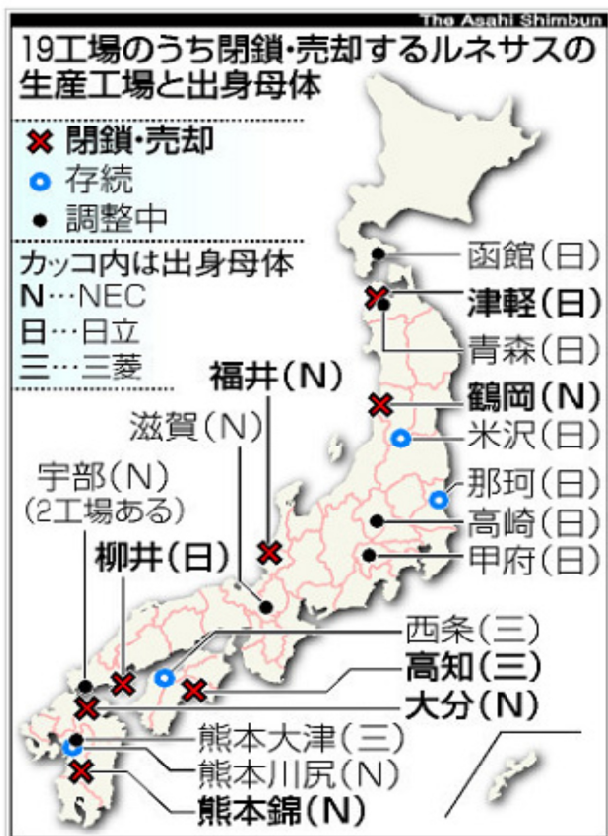 The Asahi Shimbun
19工場のうち閉鎖・売却するルネサスの
生産工場と出身母体
閉鎖・売却
存続
調整中
カッコ内は出身母体
N…NEC
日…日立
三…三菱
函館(日)
津軽(日)
青森(日)
福井(N)
鶴岡(N)
滋賀(N)
米沢(日)
宇部(N)
(2工場ある)
那珂(日)
高崎(日)
柳井(日)
甲府(日)
西条(三)
高知(三)
大分(N)
熊本大津(三)
熊本川尻(N)
熊本錦(N)